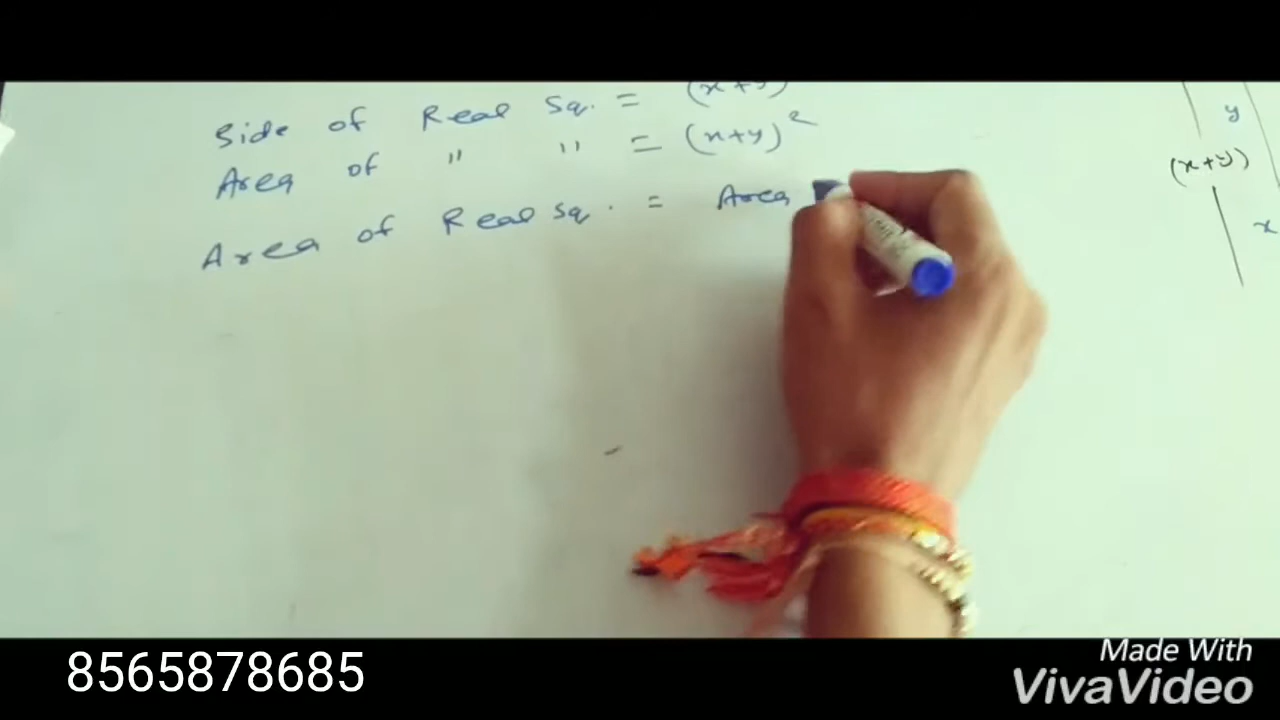 Side of Real Sq. = (x+y)
Area of " " = (x+y)²
Area of Real Sq. = Area
y
(x+y)
x
8565878685
Made With
VivaVideo